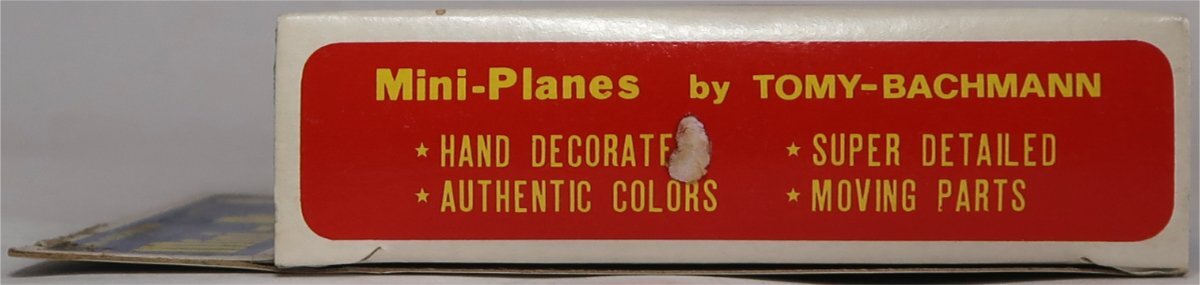 Mini-Planes by TOMY-BACHMANN
★ HAND DECORATE ★ SUPER DETAILED
★ AUTHENTIC COLORS ★ MOVING PARTS